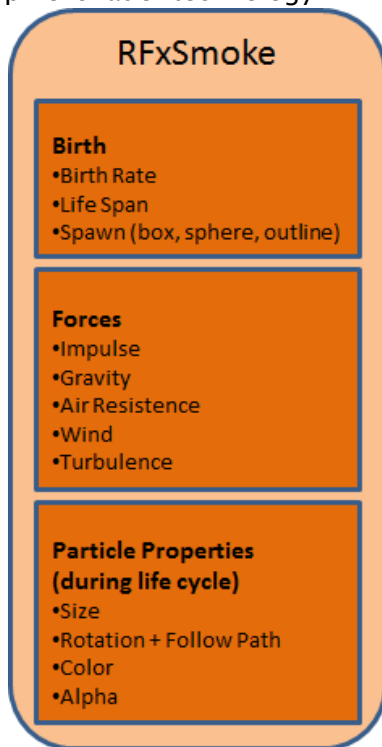 RFxSmoke
Birth
•Birth Rate
•Life Span
•Spawn (box, sphere, outline)
Forces
•Impulse
•Gravity
•Air Resistence
•Wind
•Turbulence
Particle Properties
(during life cycle)
•Size
•Rotation + Follow Path
•Color
•Alpha